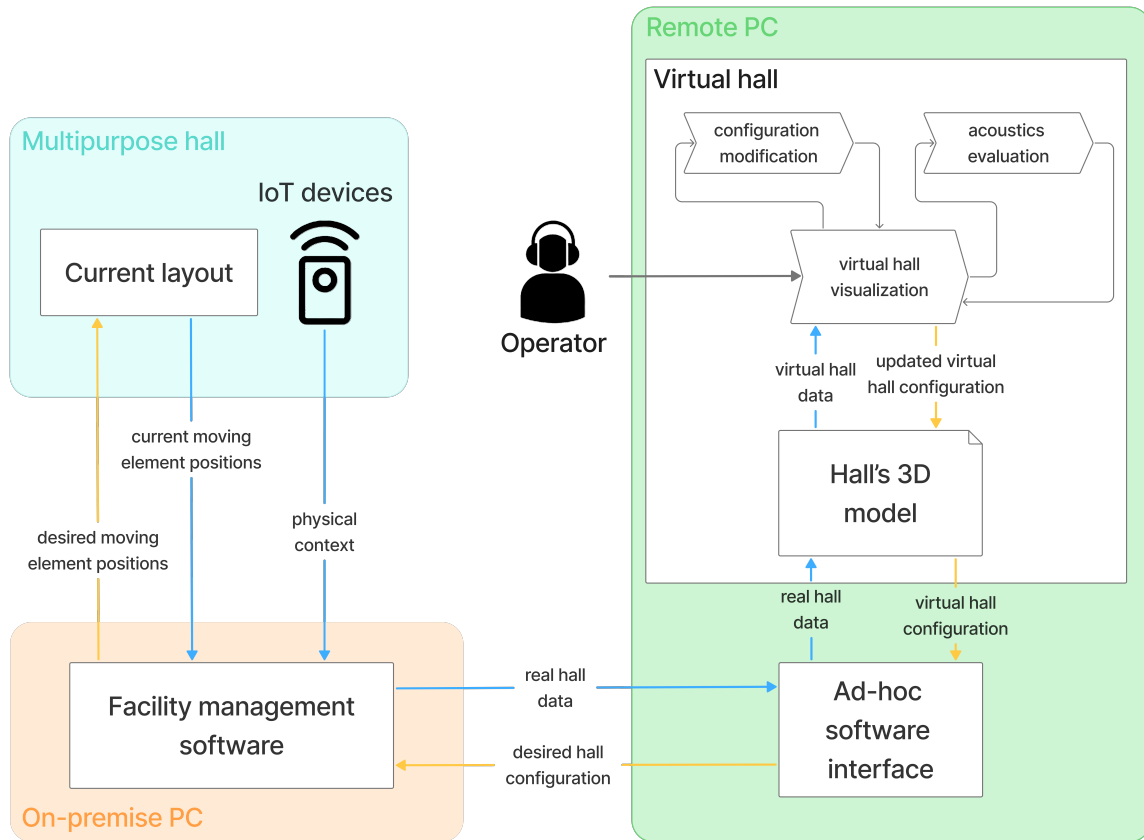 Remote PC
Virtual hall
configuration
modification
acoustics
evaluation
Multipurpose hall
IoT devices
Current layout
virtual hall
visualization
Operator
virtual hall
data
updated virtual
hall configuration
current moving
element positions
Hall's 3D
model
physical
context
desired moving
element positions
real hall
data
virtual hall
configuration
Facility management
software
real hall
data
Ad-hoc
software
interface
desired hall
configuration
On-premise PC